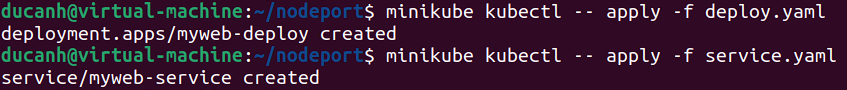 ducanh@virtual-machine:~/nodeport$ minikube kubectl -- apply -f deploy.yaml
deployment.apps/myweb-deploy created
ducanh@virtual-machine:~/nodeport$ minikube kubectl -- apply -f service.yaml
service/myweb-service created